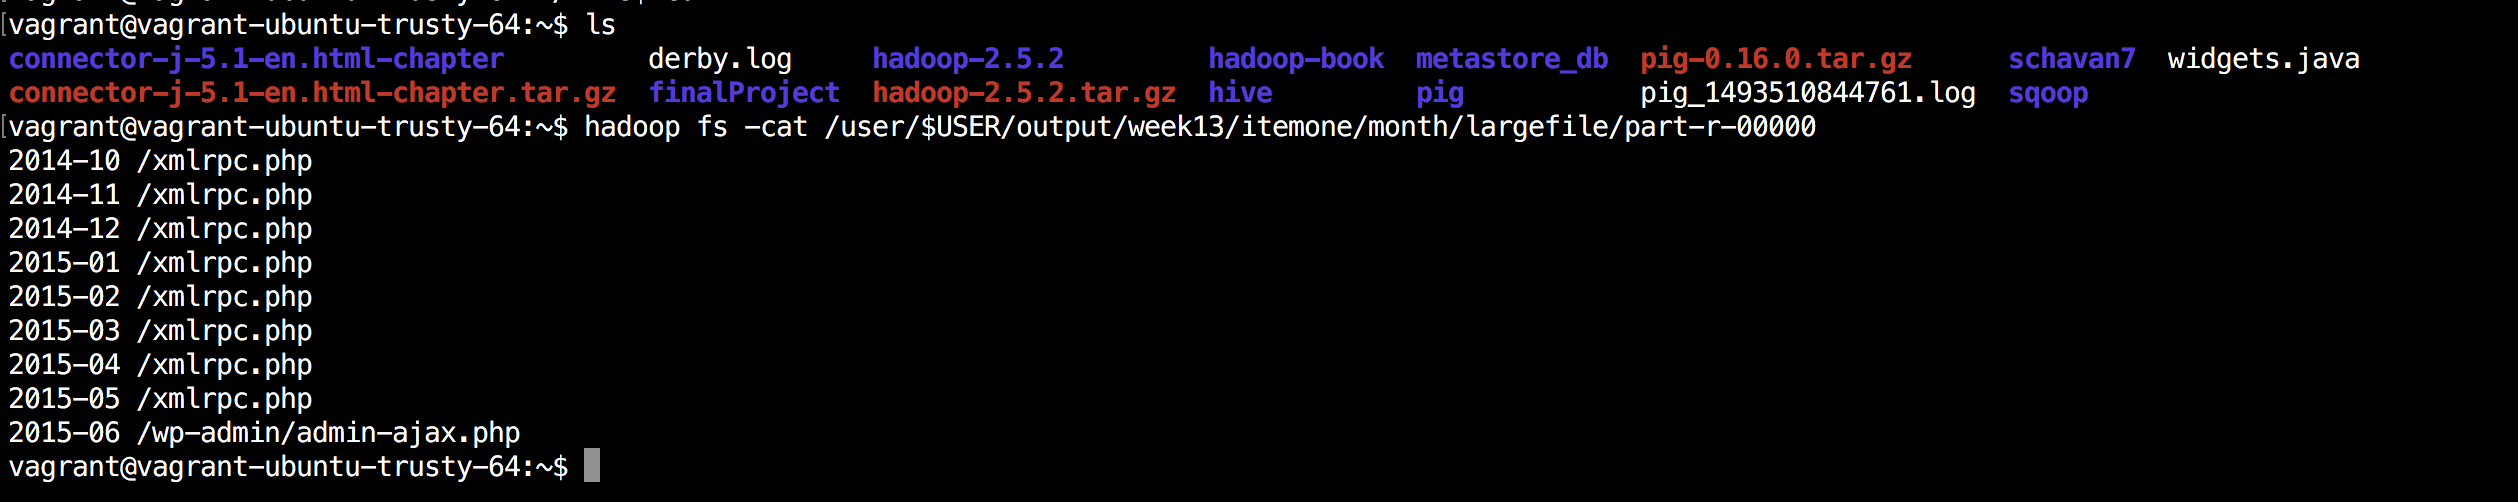 [vagrant@vagrant-ubuntu-trusty-64:~$ ls
connector-j-5.1-en.html-chapter         derby.log     hadoop-2.5.2         hadoop-book  metastore_db  pig-0.16.0.tar.gz      schavan7  widgets.java
connector-j-5.1-en.html-chapter.tar.gz  finalProject  hadoop-2.5.2.tar.gz  hive         pig           pig_1493510844761.log  sqoop
[vagrant@vagrant-ubuntu-trusty-64:~$ hadoop fs -cat /user/$USER/output/week13/itemone/month/largefile/part-r-00000
2014-10 /xmlrpc.php
2014-11 /xmlrpc.php
2014-12 /xmlrpc.php
2015-01 /xmlrpc.php
2015-02 /xmlrpc.php
2015-03 /xmlrpc.php
2015-04 /xmlrpc.php
2015-05 /xmlrpc.php
2015-06 /wp-admin/admin-ajax.php
vagrant@vagrant-ubuntu-trusty-64:~$